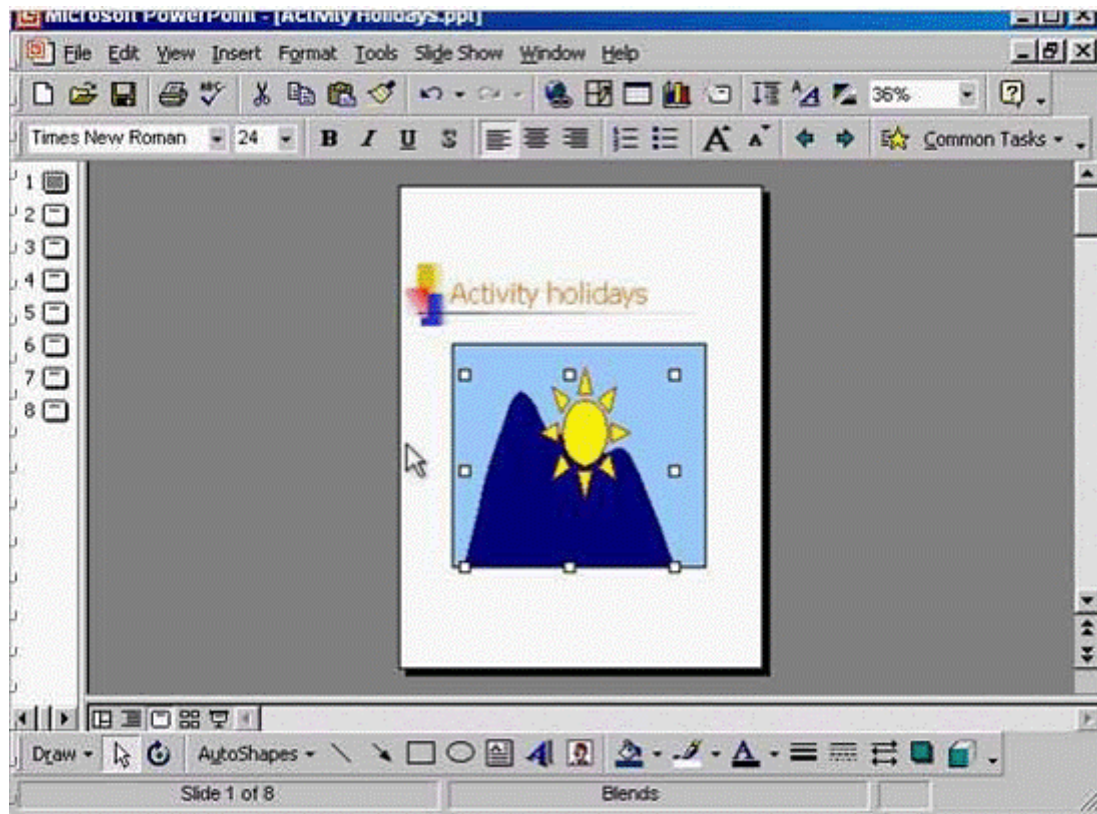 Microsoft PowerPoint - [Activity Holidays.ppt]
File Edit View Insert Format Tools Slide Show Window Help
ABC A 36% ?
Times New Roman 24 B I U S A A Common Tasks
1
2
3
4
5
6
7
8
Activity holidays
Draw AutoShapes A A
Slide 1 of 8 Blends